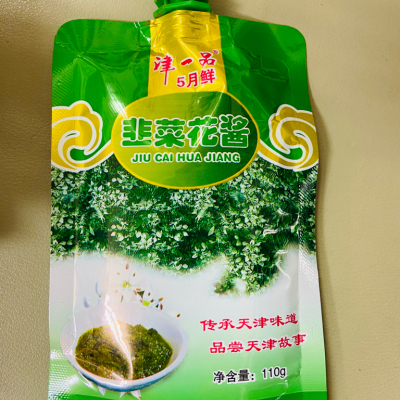 津一品®
5月鲜
韭菜花酱
JIU CAI HUA JIANG
传承天津味道
品尝天津故事
净含量：110g